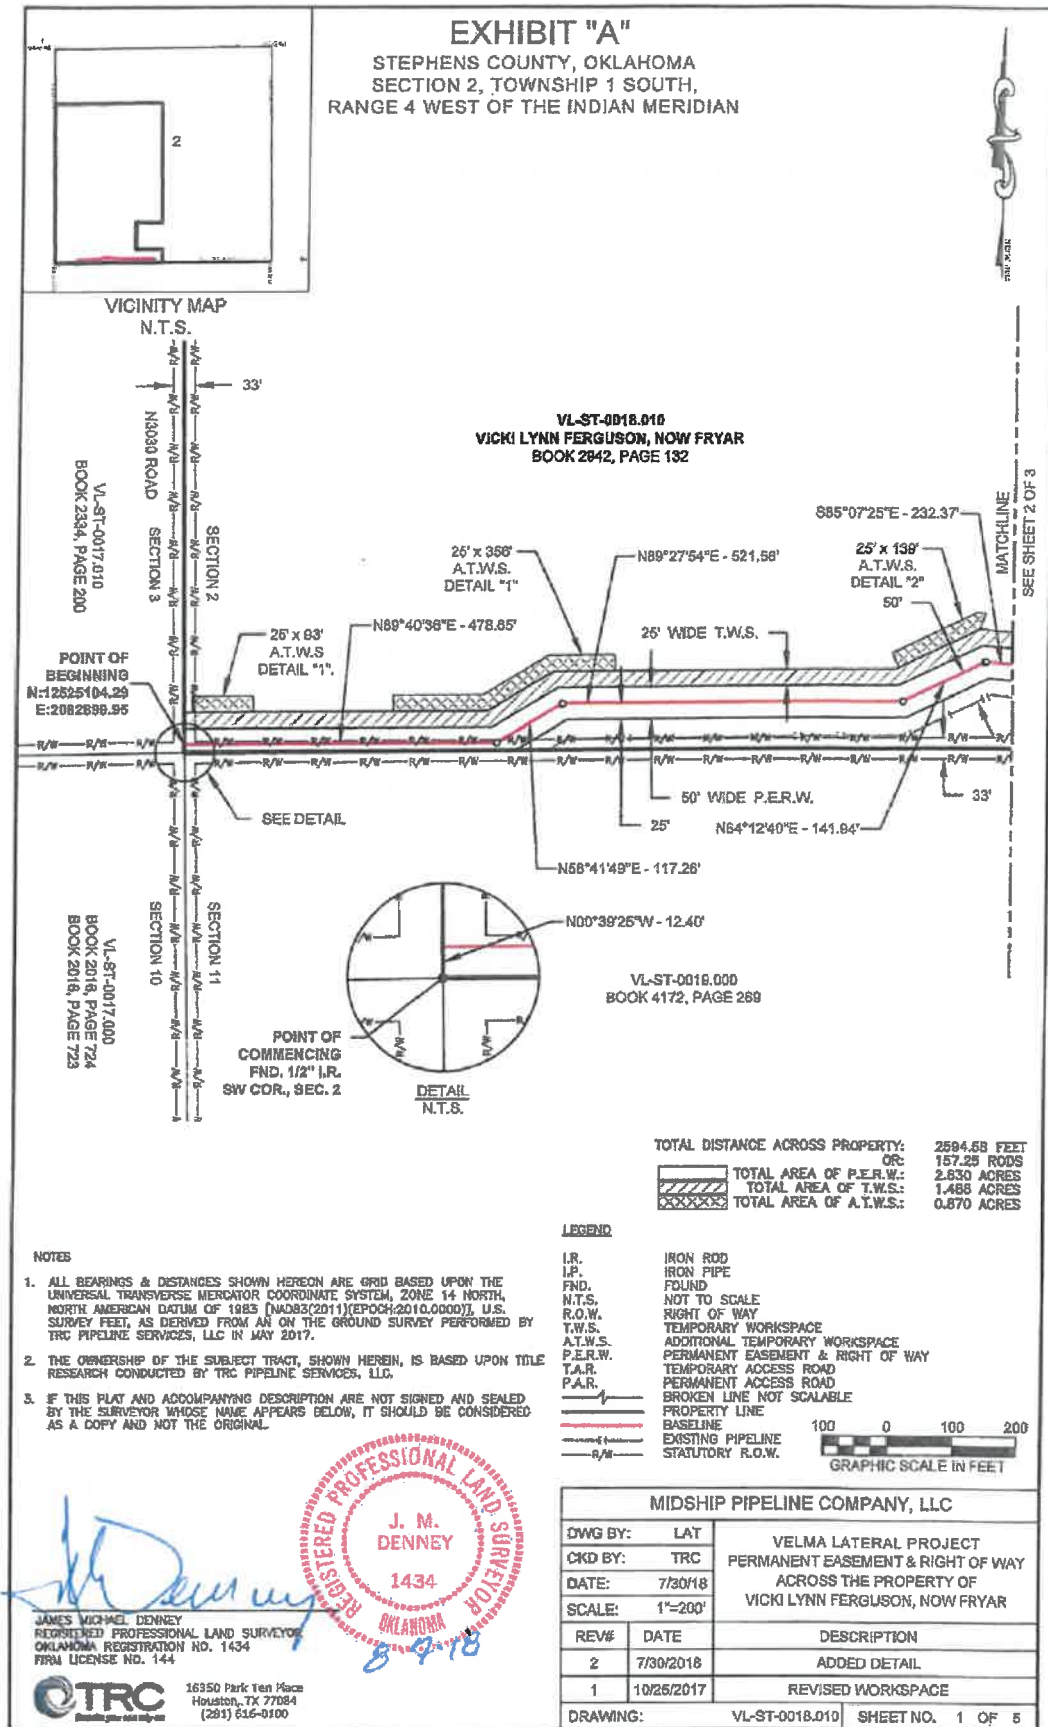 EXHIBIT "A"
STEPHENS COUNTY, OKLAHOMA
SECTION 2, TOWNSHIP 1 SOUTH,
RANGE 4 WEST OF THE INDIAN MERIDIAN
2
VICINITY MAP
N.T.S.
33'
N3030 ROAD
SECTION 3
SECTION 2
VL-ST-0017.010
BOOK 2334, PAGE 200
VL-ST-0018.010
VICKI LYNN FERGUSON, NOW FRYAR
BOOK 2942, PAGE 132
MATCHLINE
SEE SHEET 2 OF 3
S85°07'25"E - 232.37'
25' x 356'
A.T.W.S.
DETAIL "1"
N89°27'54"E - 521.56'
25' x 139'
A.T.W.S.
DETAIL "2"
50'
25' x 93'
A.T.W.S
DETAIL "1".
N89°40'36"E - 478.65'
25' WIDE T.W.S.
POINT OF
BEGINNING
N:12525104.29
E:2082898.95
R/W
SEE DETAIL
50' WIDE P.E.R.W.
25'
33'
N64°12'40"E - 141.94'
N58°41'49"E - 117.26'
SECTION 10
SECTION 11
VL-ST-0017.000
BOOK 2016, PAGE 724
BOOK 2016, PAGE 723
N00°39'25"W - 12.40'
VL-ST-0019.000
BOOK 4172, PAGE 269
POINT OF
COMMENCING
FND. 1/2" I.R.
SW COR., SEC. 2
DETAIL
N.T.S.
TOTAL DISTANCE ACROSS PROPERTY: 2594.58 FEET
OR: 157.25 RODS
TOTAL AREA OF P.E.R.W.: 2.630 ACRES
TOTAL AREA OF T.W.S.: 1.488 ACRES
TOTAL AREA OF A.T.W.S.: 0.670 ACRES
LEGEND
I.R. IRON ROD
I.P. IRON PIPE
FND. FOUND
N.T.S. NOT TO SCALE
R.O.W. RIGHT OF WAY
T.W.S. TEMPORARY WORKSPACE
A.T.W.S. ADDITIONAL TEMPORARY WORKSPACE
P.E.R.W. PERMANENT EASEMENT & RIGHT OF WAY
T.A.R. TEMPORARY ACCESS ROAD
P.A.R. PERMANENT ACCESS ROAD
BROKEN LINE NOT SCALABLE
PROPERTY LINE
BASELINE
EXISTING PIPELINE
R/W STATUTORY R.O.W.
100 0 100 200
GRAPHIC SCALE IN FEET
NOTES
1. ALL BEARINGS & DISTANCES SHOWN HEREON ARE GRID BASED UPON THE
UNIVERSAL TRANSVERSE MERCATOR COORDINATE SYSTEM, ZONE 14 NORTH,
NORTH AMERICAN DATUM OF 1983 [NAD83(2011)(EPOCH:2010.0000)], U.S.
SURVEY FEET, AS DERIVED FROM AN ON THE GROUND SURVEY PERFORMED BY
TRC PIPELINE SERVICES, LLC IN MAY 2017.
2. THE OWNERSHIP OF THE SUBJECT TRACT, SHOWN HEREIN, IS BASED UPON TITLE
RESEARCH CONDUCTED BY TRC PIPELINE SERVICES, LLC.
3. IF THIS PLAT AND ACCOMPANYING DESCRIPTION ARE NOT SIGNED AND SEALED
BY THE SURVEYOR WHOSE NAME APPEARS BELOW, IT SHOULD BE CONSIDERED
AS A COPY AND NOT THE ORIGINAL.
REGISTERED PROFESSIONAL LAND SURVEYOR
J. M.
DENNEY
1434
OKLAHOMA
8-9-18
JAMES MICHAEL DENNEY
REGISTERED PROFESSIONAL LAND SURVEYOR
OKLAHOMA REGISTRATION NO. 1434
FIRM LICENSE NO. 144
TRC
16350 Park Ten Place
Houston, TX 77084
(281) 616-0100
MIDSHIP PIPELINE COMPANY, LLC
DWG BY: LAT
CKD BY: TRC
DATE: 7/30/18
SCALE: 1"=200'
VELMA LATERAL PROJECT
PERMANENT EASEMENT & RIGHT OF WAY
ACROSS THE PROPERTY OF
VICKI LYNN FERGUSON, NOW FRYAR
REV# DATE DESCRIPTION
2 7/30/2018 ADDED DETAIL
1 10/25/2017 REVISED WORKSPACE
DRAWING: VL-ST-0018.010 SHEET NO. 1 OF 5